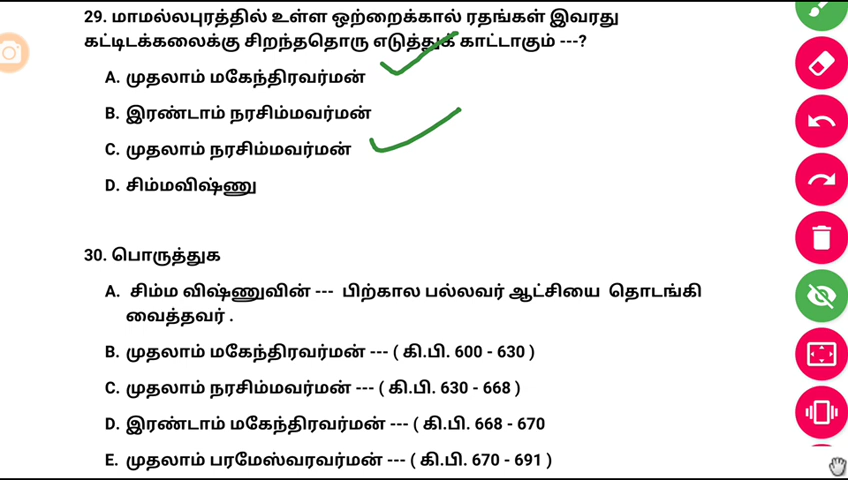 29. மாமல்லபுரத்தில் உள்ள ஒற்றைக்கால் ரதங்கள் இவரது
கட்டிடக்கலைக்கு சிறந்ததொரு எடுத்துக் காட்டாகும் ---?
A. முதலாம் மகேந்திரவர்மன்
B. இரண்டாம் நரசிம்மவர்மன்
C. முதலாம் நரசிம்மவர்மன்
D. சிம்மவிஷ்ணு
30. பொருத்துக
A. சிம்ம விஷ்ணுவின் --- பிற்கால பல்லவர் ஆட்சியை தொடங்கி
வைத்தவர் .
B. முதலாம் மகேந்திரவர்மன் --- ( கி.பி. 600 - 630 )
C. முதலாம் நரசிம்மவர்மன் --- ( கி.பி. 630 - 668 )
D. இரண்டாம் மகேந்திரவர்மன் --- ( கி.பி. 668 - 670
E. முதலாம் பரமேஸ்வரவர்மன் --- ( கி.பி. 670 - 691 )